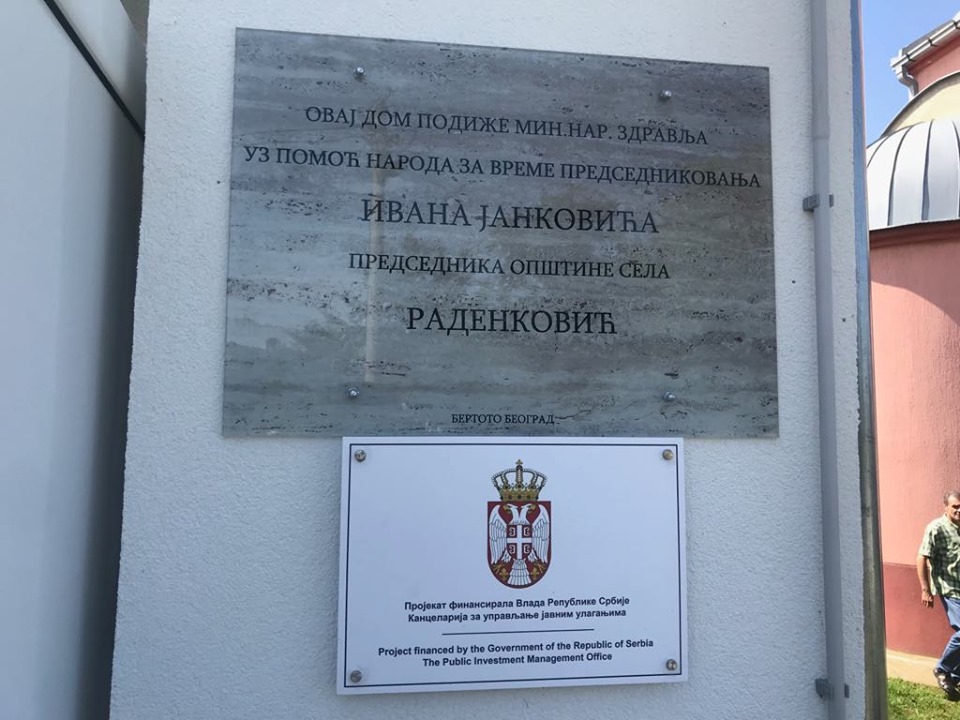 ОВАЈ ДОМ ПОДИЖЕ МИН.НАР. ЗДРАВЉА
УЗ ПОМОЋ НАРОДА ЗА ВРЕМЕ ПРЕДСЕДНИКОВАЊА
ИВАНА ЈАНКОВИЋА
ПРЕДСЕДНИКА ОПШТИНЕ СЕЛА
РАДЕНКОВИЋ
БЕРТОТО БЕОГРАД
Пројекат финансирала Влада Републике Србије
Канцеларија за управљање јавним улагањима
Project financed by the Government of the Republic of Serbia
The Public Investment Management Office